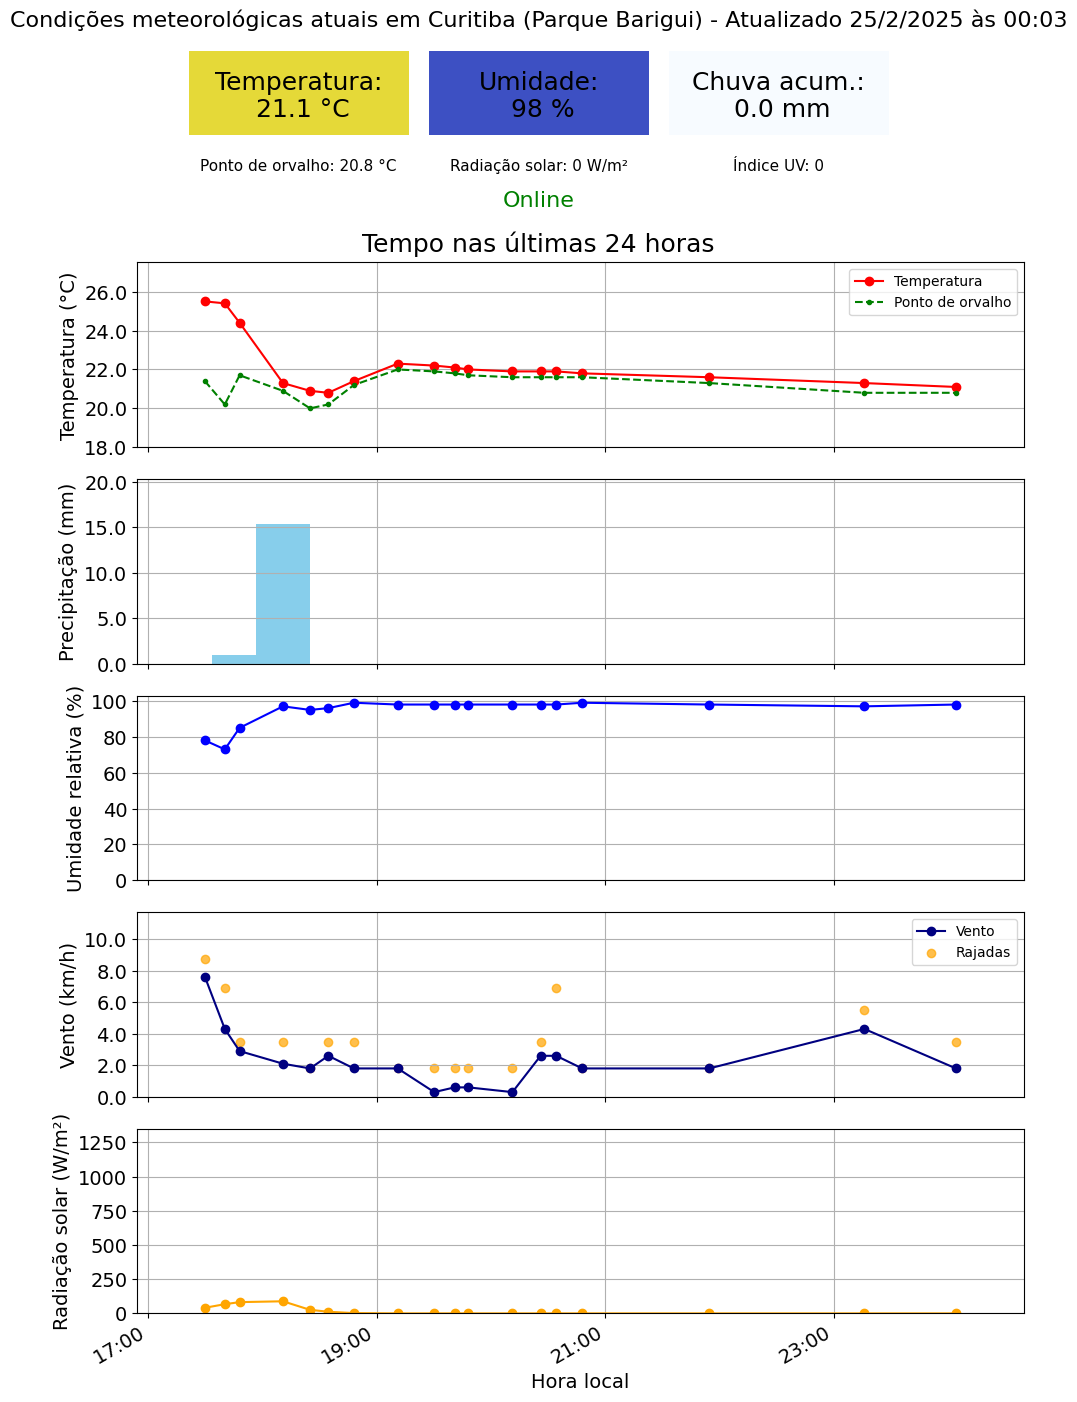 Condições meteorológicas atuais em Curitiba (Parque Barigui) - Atualizado 25/2/2025 às 00:03
Temperatura:
21.1 °C
Umidade:
98 %
Chuva acum.:
0.0 mm
Ponto de orvalho: 20.8 °C
Radiação solar: 0 W/m²
Índice UV: 0
Online
Tempo nas últimas 24 horas
Temperatura (°C)
26.0
24.0
22.0
20.0
18.0
Temperatura
Ponto de orvalho
Precipitação (mm)
20.0
15.0
10.0
5.0
0.0
Umidade relativa (%)
100
80
60
40
20
0
Vento (km/h)
10.0
8.0
6.0
4.0
2.0
0.0
Vento
Rajadas
Radiação solar (W/m²)
1250
1000
750
500
250
0
17:00
19:00
21:00
23:00
Hora local